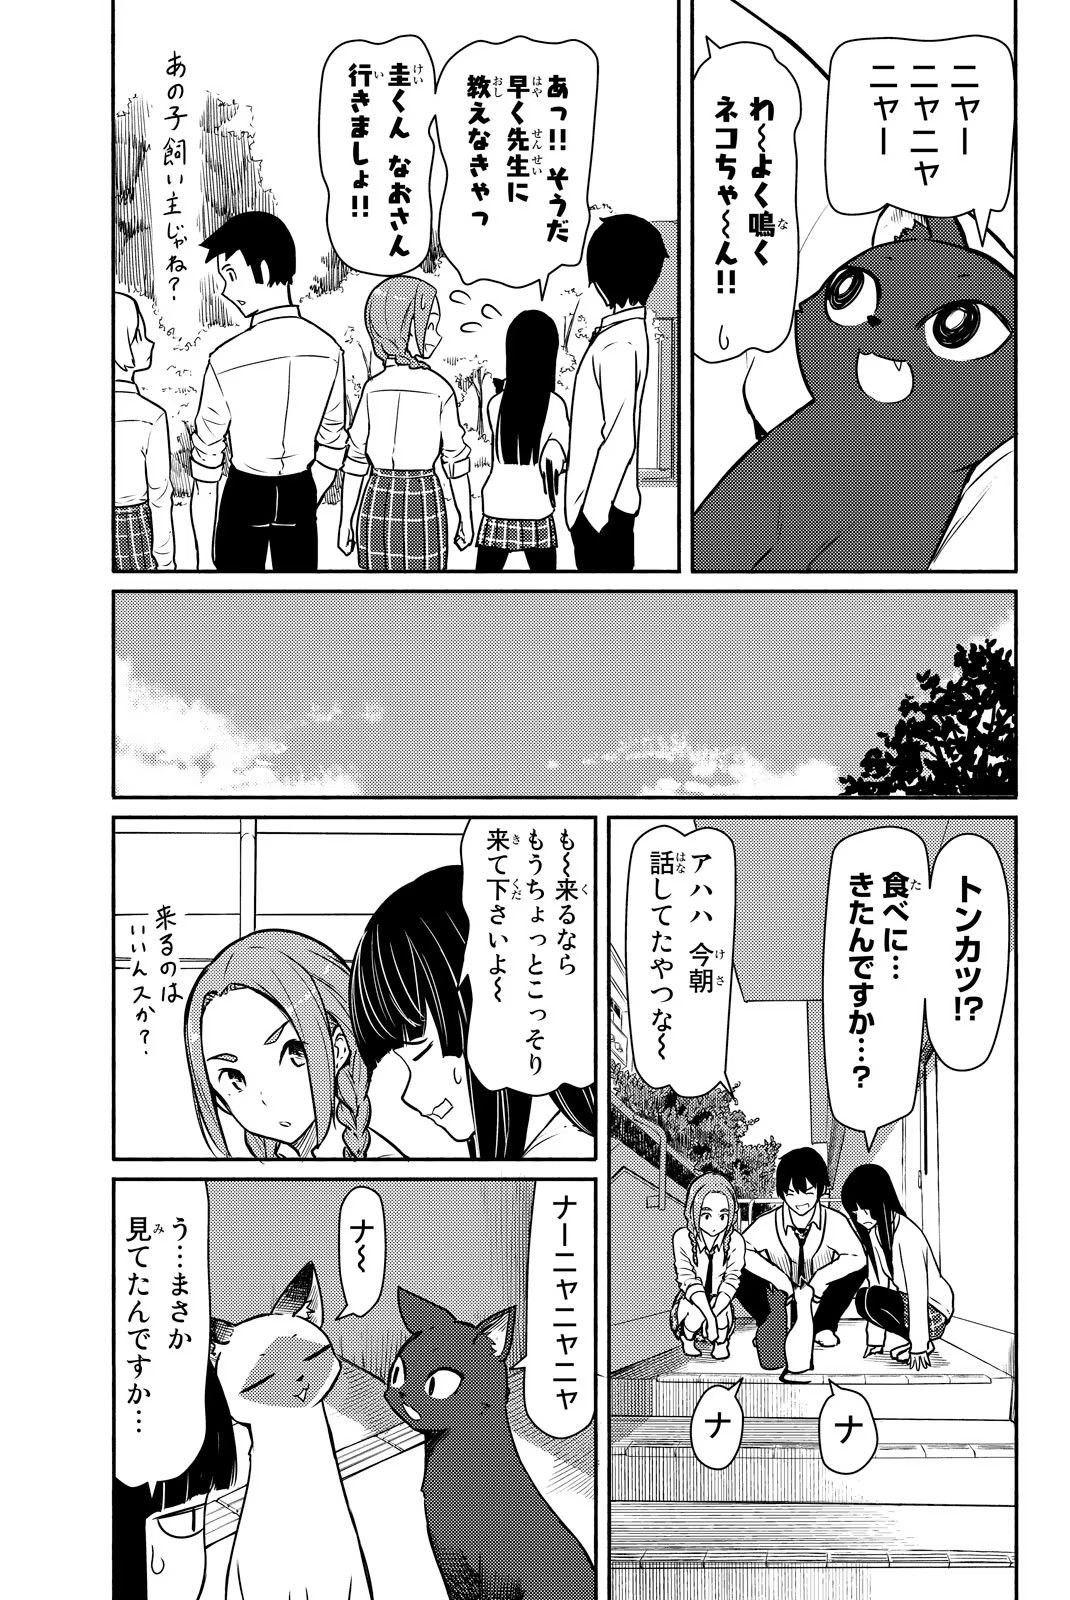 ニャー
ニャニャ
ニャー
わ〜よく鳴く
ネコちゃ〜ん!!
あっ!! そうだ
早く先生に
教えなきゃっ
圭くん なおさん
行きましょ!!
あの子飼い主じゃね?
トンカツ!?
食べに…
きたんですか…?
アハハ 今朝
話してたやつな〜
ナ
ナ
も〜来るなら
もうちょっとこっそり
来て下さいよ〜
来るのは
いいんスか?
ナーニャニャニャ
ナ〜
う…まさか
見てたんですか…